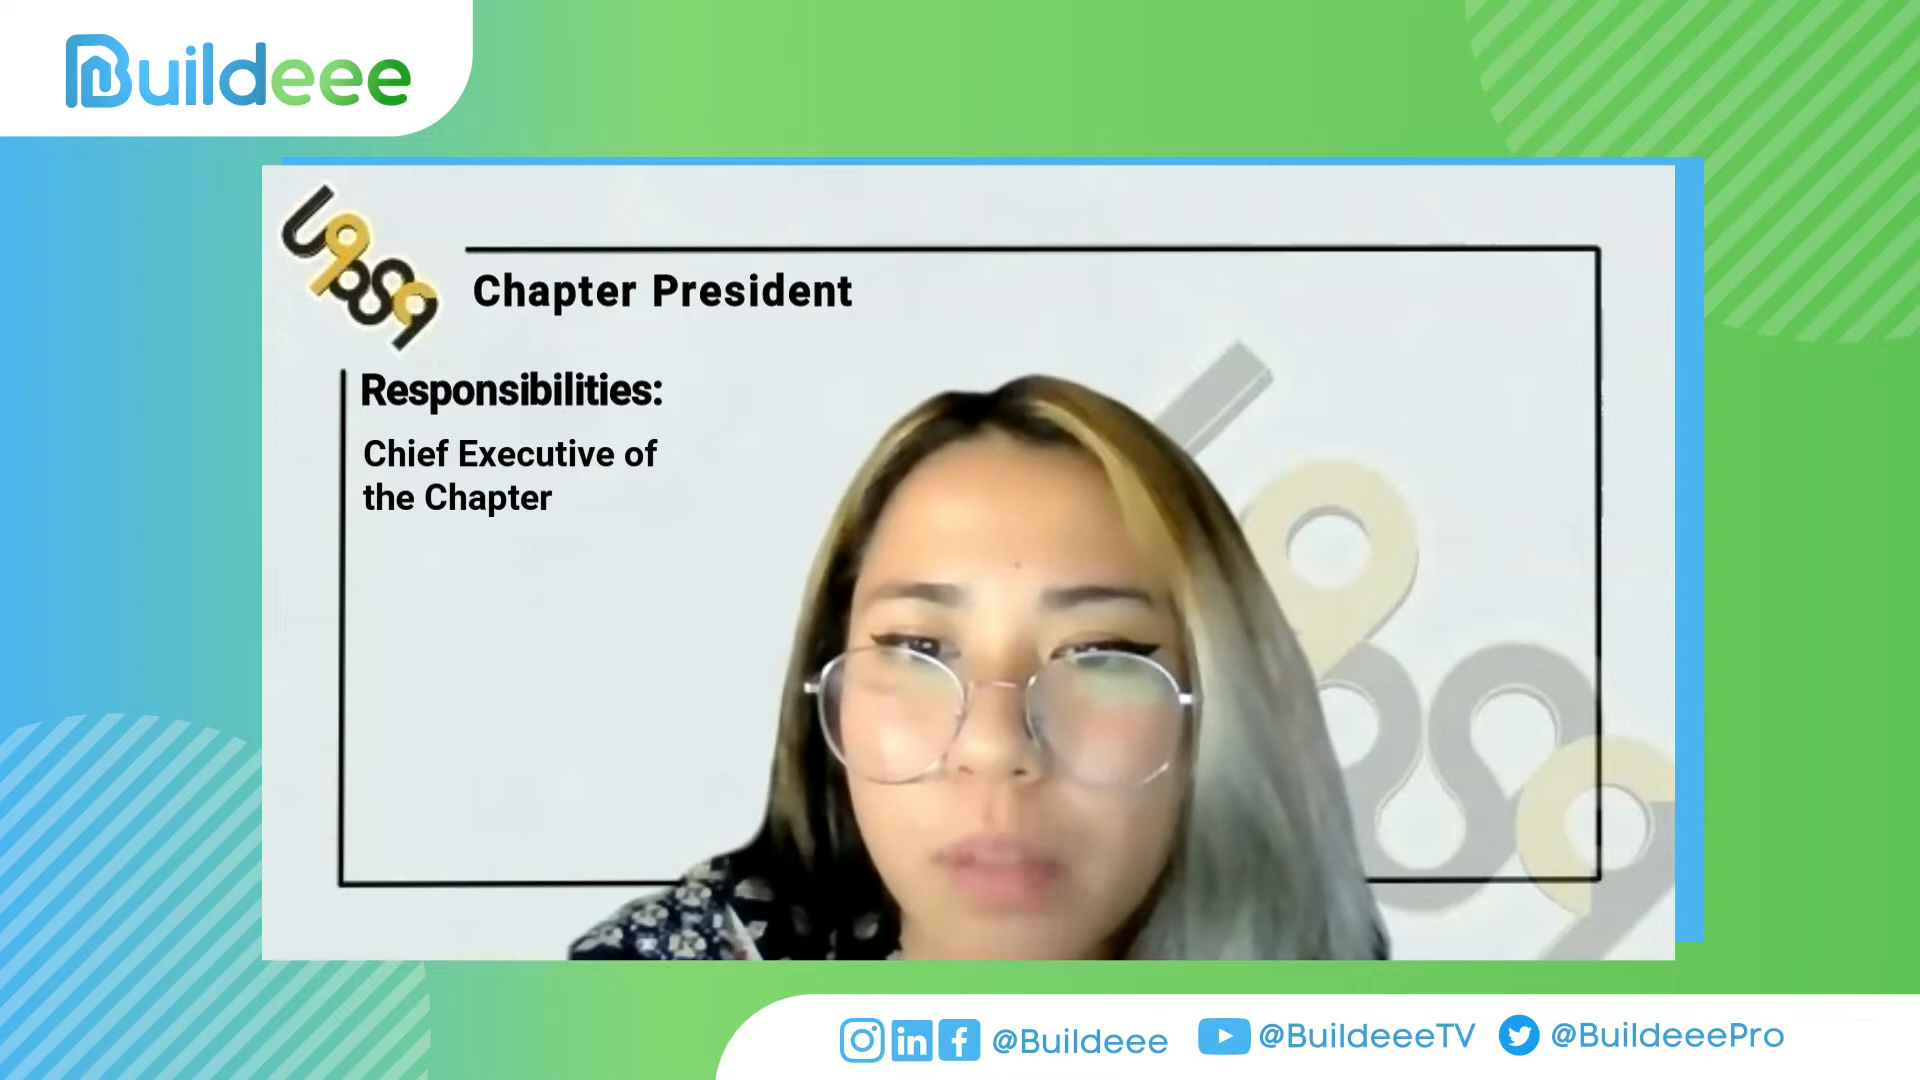 Buildeee
Chapter President
Responsibilities:
Chief Executive of
the Chapter
@Buildeee
@BuildeeeTV
@BuildeeePro